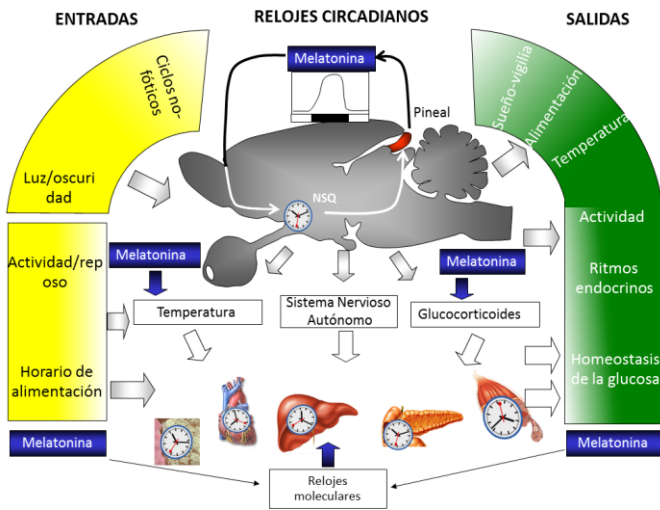 ENTRADAS
RELOJES CIRCADIANOS
SALIDAS
Melatonina
Ciclos no-
fóticos
Luz/oscuri
dad
Pineal
NSQ
Sueño-vigilia
Alimentación
Temperatura
Actividad
Ritmos
endocrinos
Homeostasis
de la glucosa
Actividad/rep
oso
Horario de
alimentación
Melatonina
Temperatura
Sistema Nervioso
Autónomo
Melatonina
Glucocorticoides
Melatonina
Relojes
moleculares
Melatonina